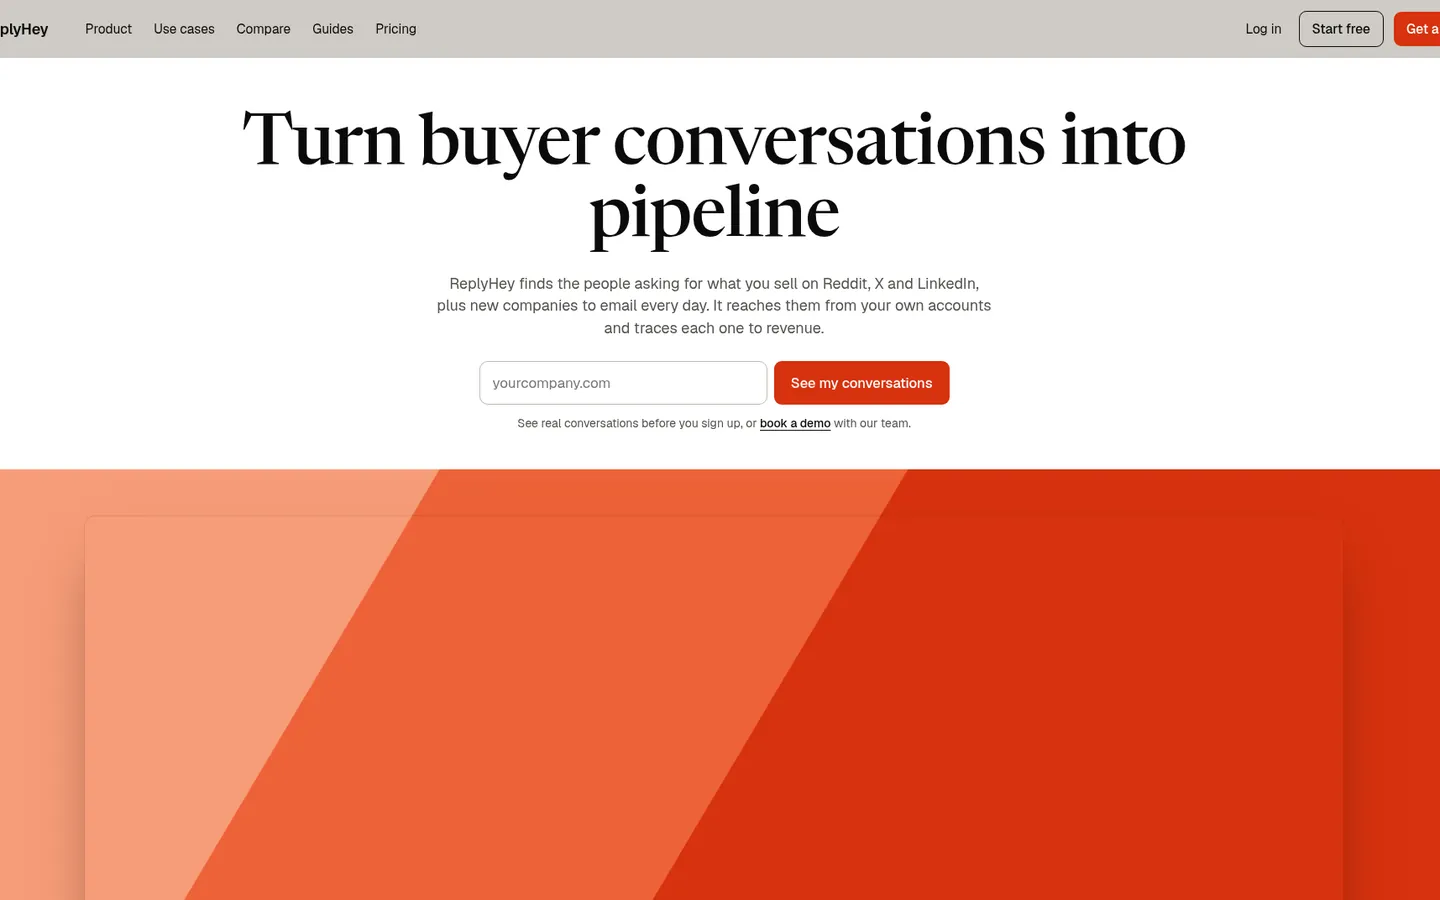 plyHey
Product
Use cases
Compare
Guides
Pricing
Log in
Start free
Get a
Turn buyer conversations into
pipeline
ReplyHey finds the people asking for what you sell on Reddit, X and LinkedIn,
plus new companies to email every day. It reaches them from your own accounts
and traces each one to revenue.
yourcompany.com
See my conversations
See real conversations before you sign up, or book a demo with our team.